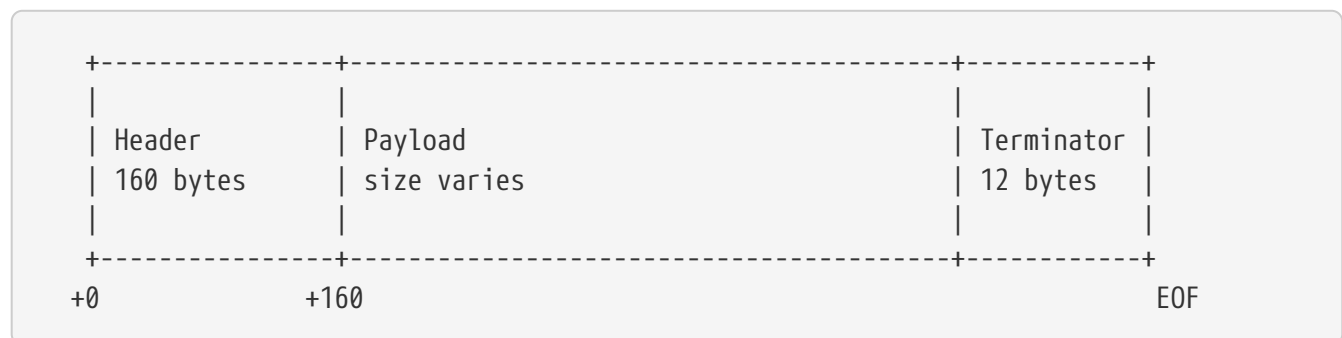 +----------------+-----------------------------------------+------------+
|                |                                         |            |
| Header         | Payload                                 | Terminator |
| 160 bytes      | size varies                             | 12 bytes   |
|                |                                         |            |
+----------------+-----------------------------------------+------------+
+0              +160                                                     EOF